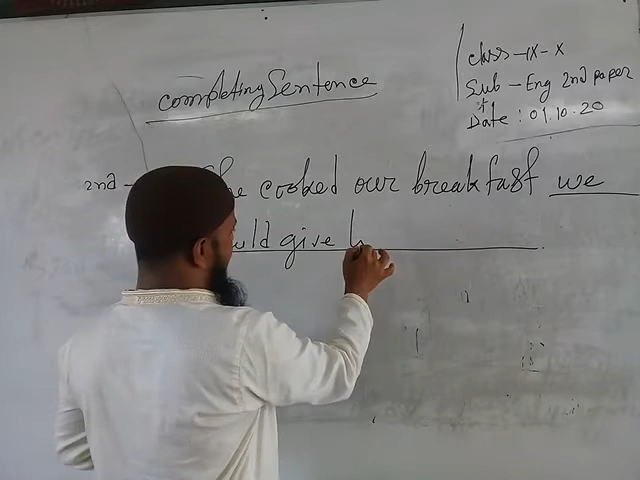 Class - IX - X
Sub - Eng 2nd paper
Date : 01.10.20
Completing Sentence
2nd - he cooked our breakfast we
uld give h